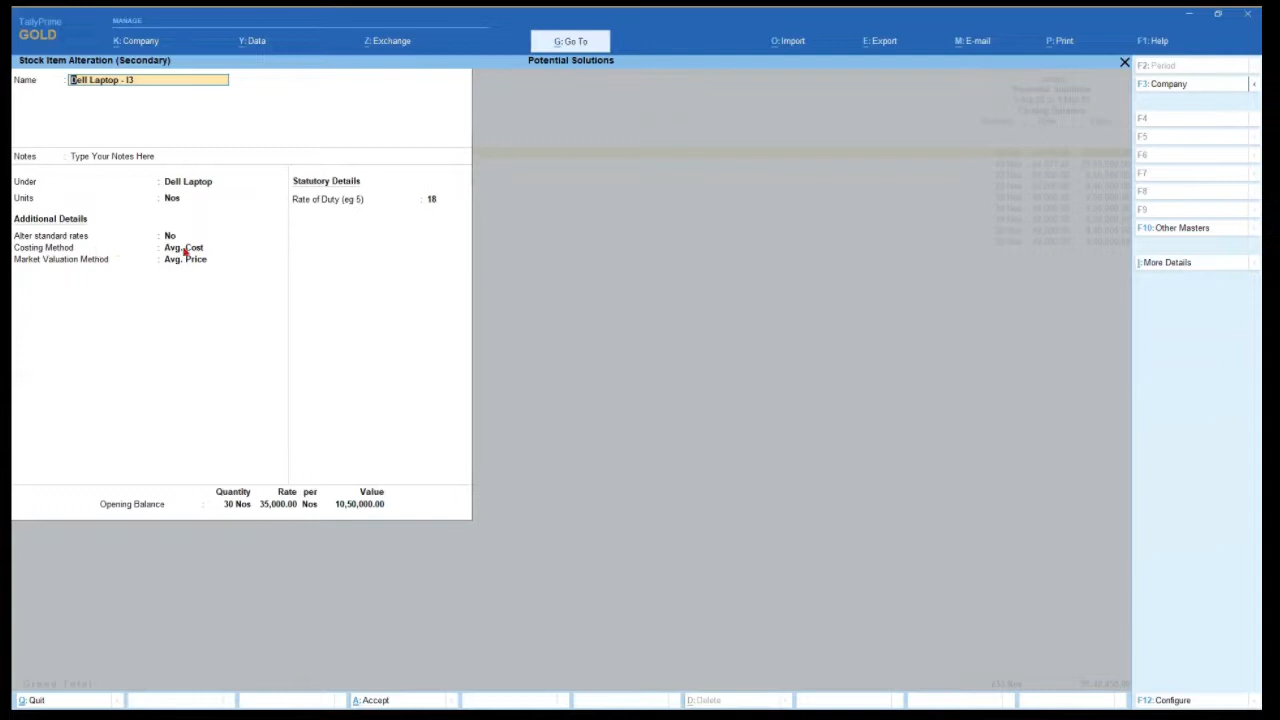 TallyPrime
GOLD
MANAGE
K: Company
Y: Data
Z: Exchange
G: Go To
O: Import
E: Export
M: E-mail
P: Print
F1: Help
Stock Item Alteration (Secondary)
Potential Solutions
F2: Period
F3: Company
F4
F5
F6
F7
F8
F9
F10: Other Masters
I: More Details
Name : Dell Laptop - I3
Notes : Type Your Notes Here
Under : Dell Laptop
Units : Nos
Additional Details
Alter standard rates : No
Costing Method : Avg. Cost
Market Valuation Method : Avg. Price
Statutory Details
Rate of Duty (eg 5) : 18
Quantity Rate per Value
Opening Balance : 30 Nos 35,000.00 Nos 10,50,000.00
Grand Total
Q: Quit
A: Accept
D: Delete
F12: Configure